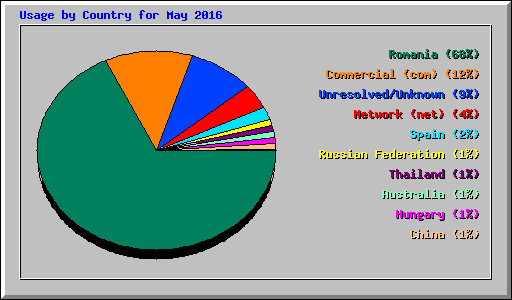 Usage by Country for May 2016
Romania (68%)
Commercial (com) (12%)
Unresolved/Unknown (9%)
Network (net) (4%)
Spain (2%)
Russian Federation (1%)
Thailand (1%)
Australia (1%)
Hungary (1%)
China (1%)